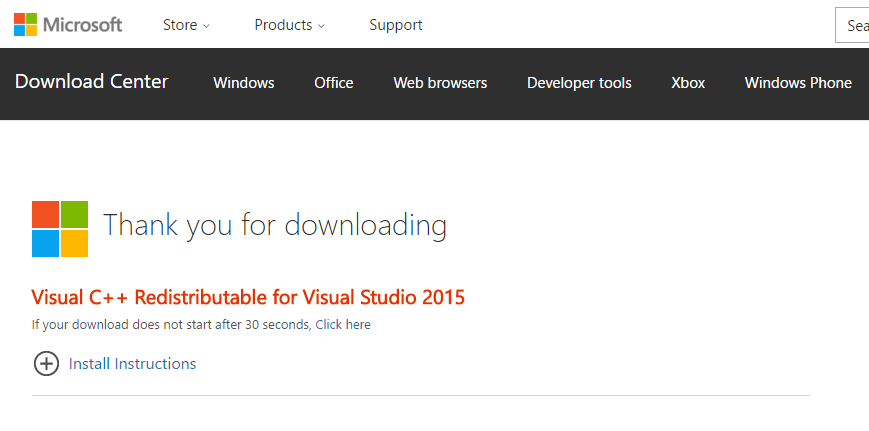 Microsoft Store Products Support Sea
Download Center Windows Office Web browsers Developer tools Xbox Windows Phone
Thank you for downloading
Visual C++ Redistributable for Visual Studio 2015
If your download does not start after 30 seconds, Click here
Install Instructions